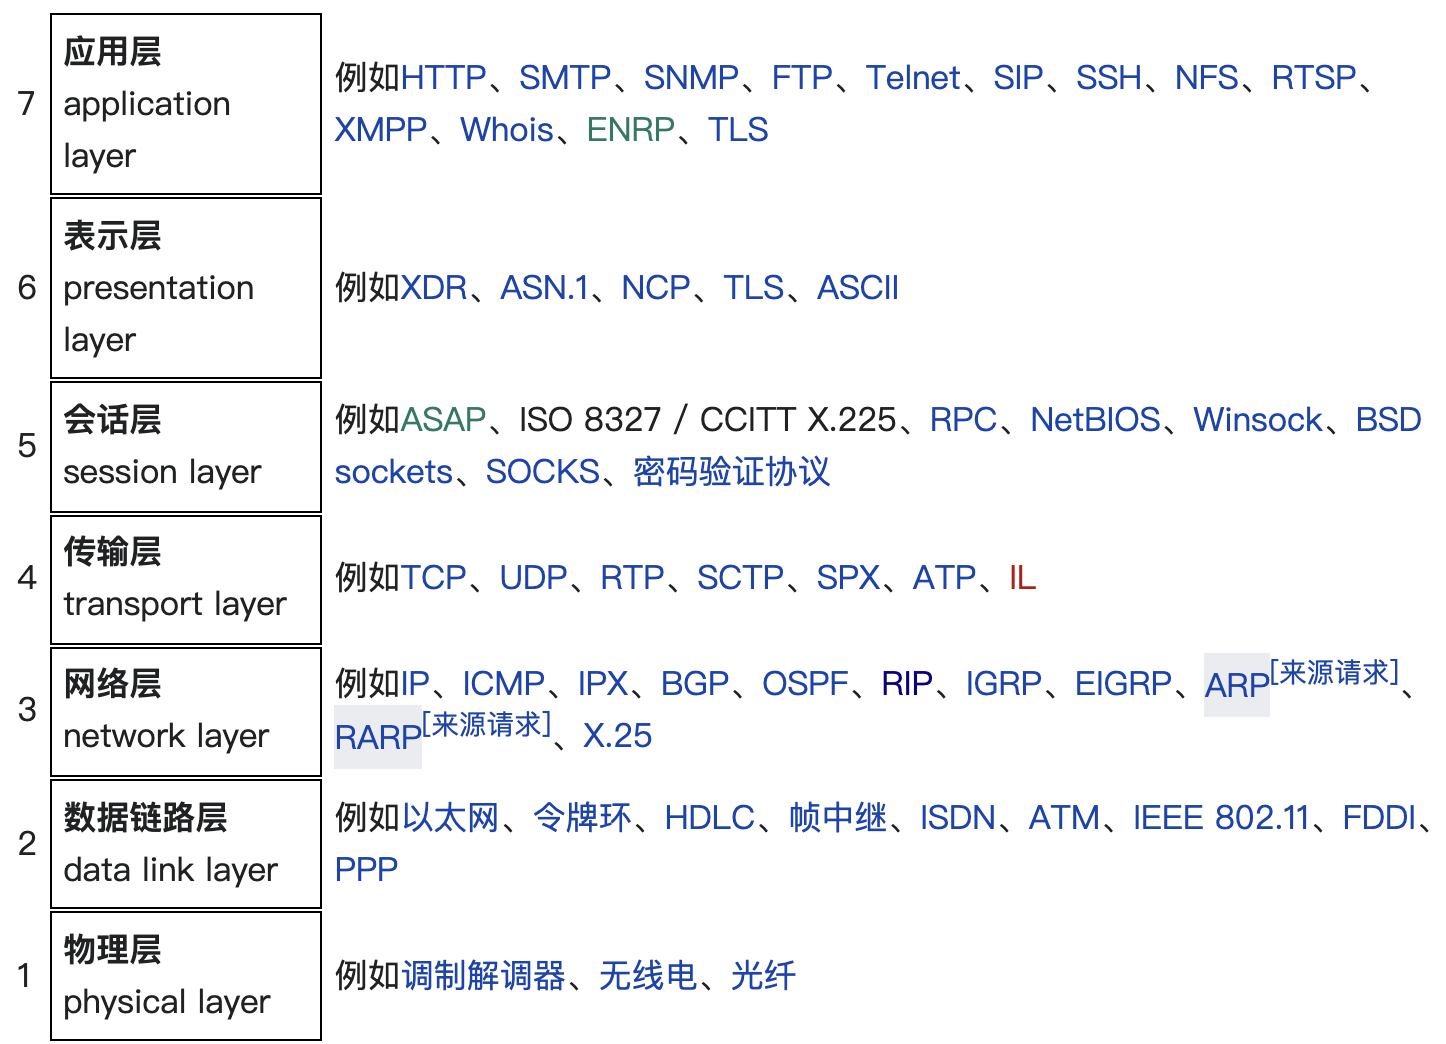 7
应用层
application
layer
例如HTTP、SMTP、SNMP、FTP、Telnet、SIP、SSH、NFS、RTSP、
XMPP、Whois、ENRP、TLS
6
表示层
presentation
layer
例如XDR、ASN.1、NCP、TLS、ASCII
5
会话层
session layer
例如ASAP、ISO 8327 / CCITT X.225、RPC、NetBIOS、Winsock、BSD
sockets、SOCKS、密码验证协议
4
传输层
transport layer
例如TCP、UDP、RTP、SCTP、SPX、ATP、IL
3
网络层
network layer
例如IP、ICMP、IPX、BGP、OSPF、RIP、IGRP、EIGRP、ARP[来源请求]、
RARP[来源请求]、X.25
2
数据链路层
data link layer
例如以太网、令牌环、HDLC、帧中继、ISDN、ATM、IEEE 802.11、FDDI、
PPP
1
物理层
physical layer
例如调制解调器、无线电、光纤